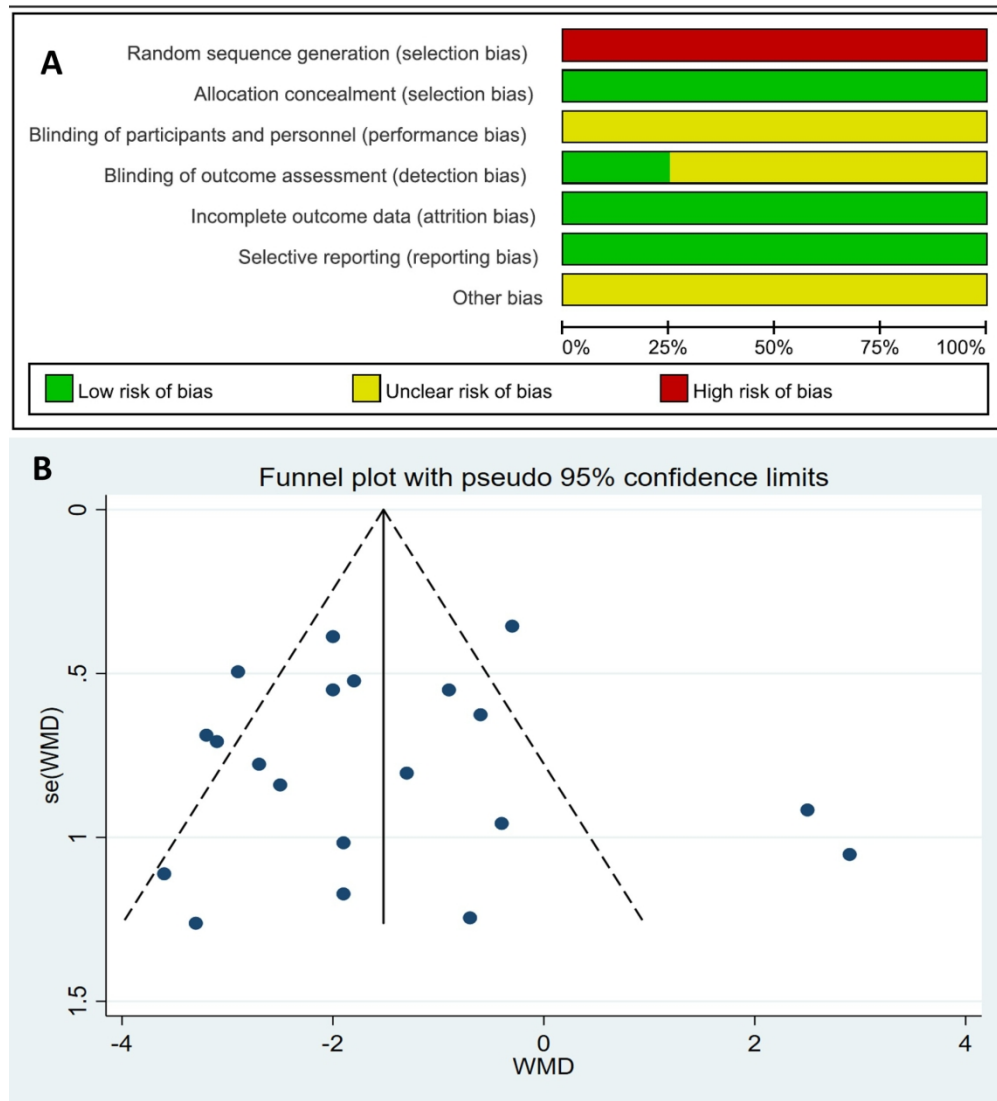 A
Random sequence generation (selection bias)
Allocation concealment (selection bias)
Blinding of participants and personnel (performance bias)
Blinding of outcome assessment (detection bias)
Incomplete outcome data (attrition bias)
Selective reporting (reporting bias)
Other bias
0% 25% 50% 75% 100%
Low risk of bias Unclear risk of bias High risk of bias
B
Funnel plot with pseudo 95% confidence limits
0
.5
1
1.5
se(WMD)
-4 -2 0 2 4
WMD